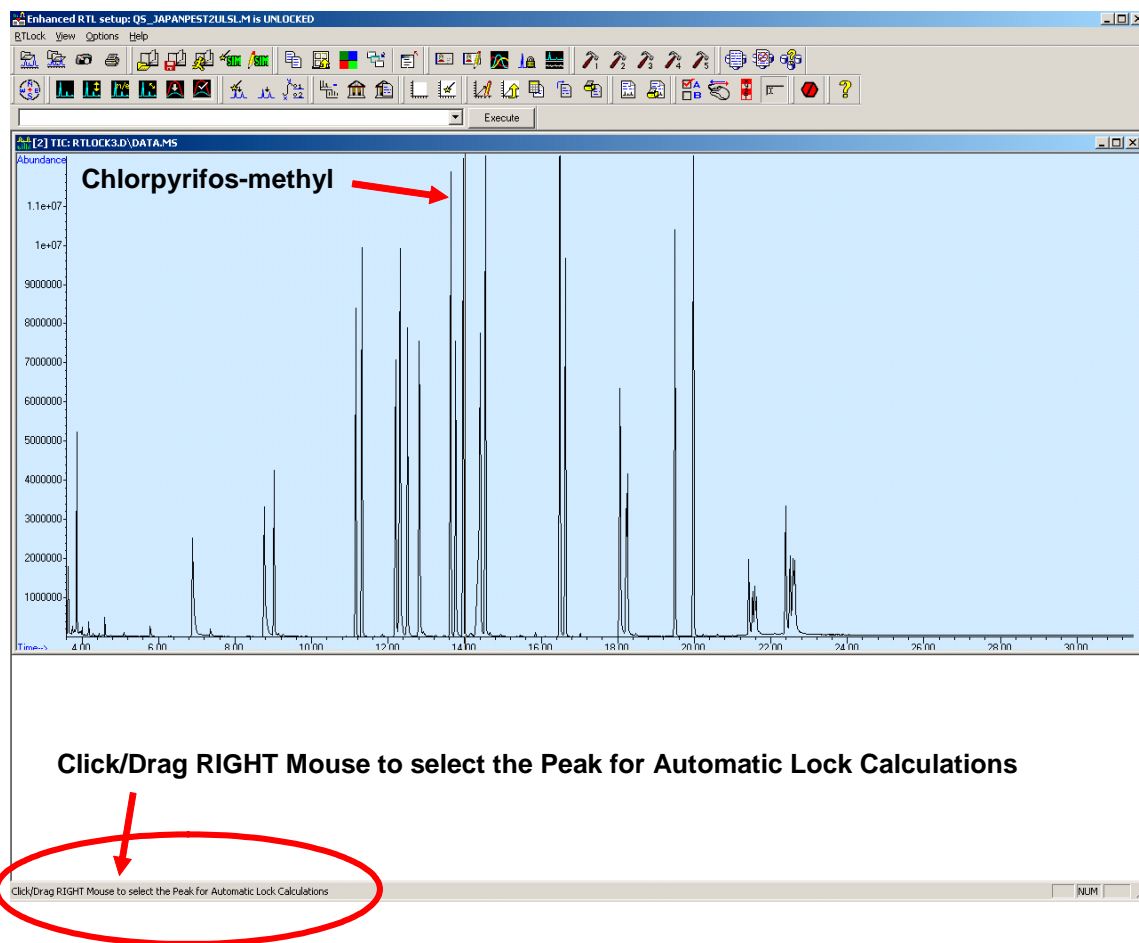 Enhanced RTL setup: QS_JAPANPEST2ULSL.M is UNLOCKED
RTLock View Options Help
Execute
[2] TIC: RTLOCK3.D\DATA.MS
Abundance
Chlorpyrifos-methyl
1.1e+07
1e+07
9000000
8000000
7000000
6000000
5000000
4000000
3000000
2000000
1000000
Time--> 4.00 6.00 8.00 10.00 12.00 14.00 16.00 18.00 20.00 22.00 24.00 26.00 28.00 30.00
Click/Drag RIGHT Mouse to select the Peak for Automatic Lock Calculations
Click/Drag RIGHT Mouse to select the Peak for Automatic Lock Calculations
NUM